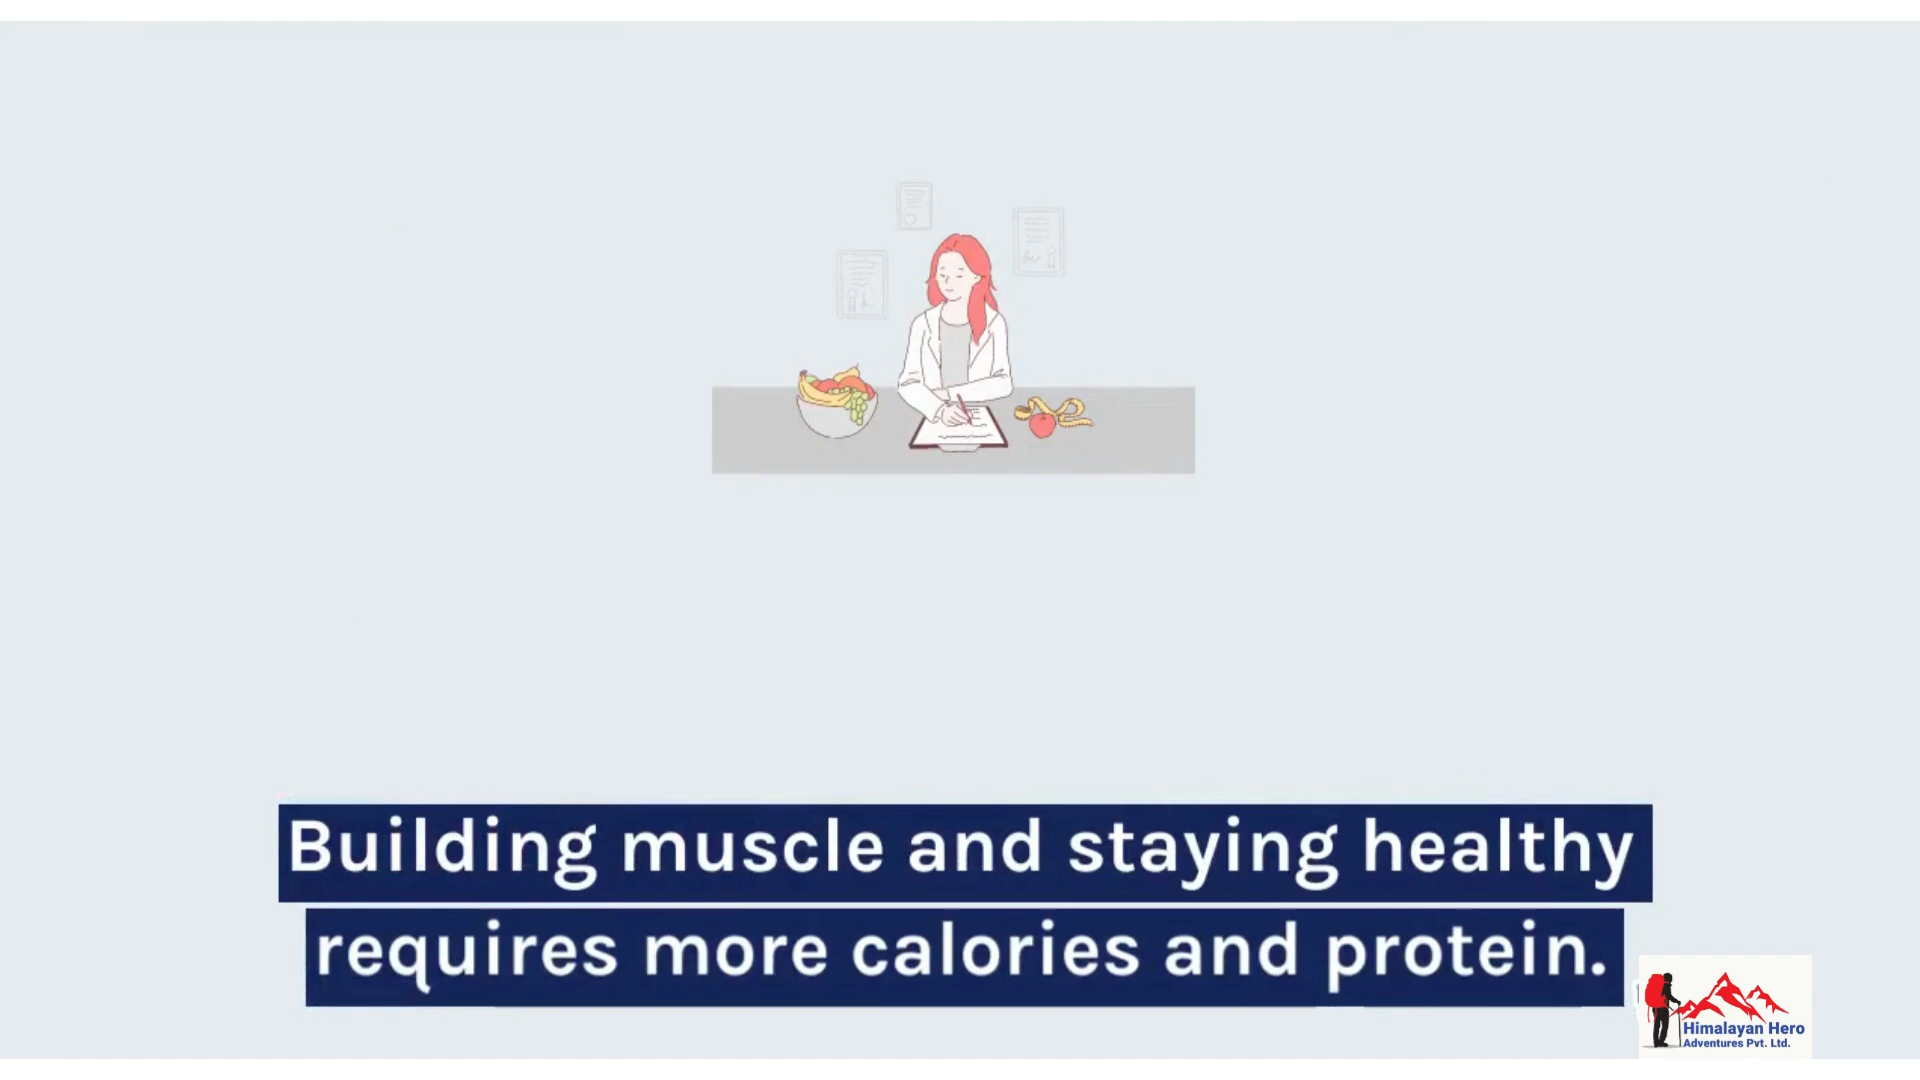 Building muscle and staying healthy
requires more calories and protein.
Himalayan Hero
Adventures Pvt. Ltd.